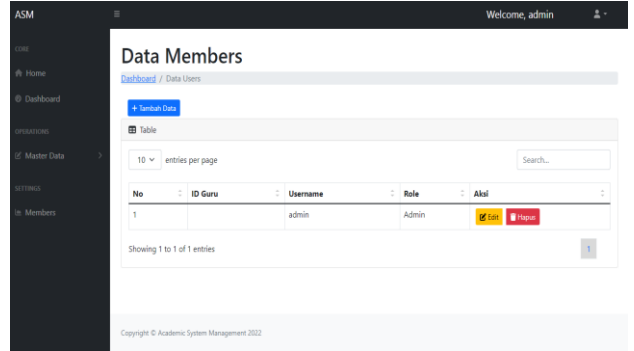 ASM
Welcome, admin
CORE
Home
Dashboard
OPERATIONS
Master Data
SETTINGS
Members
Data Members
Dashboard / Data Users
+ Tambah Data
Table
10 entries per page
Search...
No ID Guru Username Role Aksi
1 admin Admin Edit Hapus
Showing 1 to 1 of 1 entries
1
Copyright © Academic System Management 2022